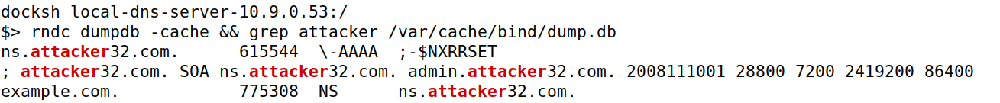 docksh local-dns-server-10.9.0.53:/
$> rndc dumpdb -cache && grep attacker /var/cache/bind/dump.db
ns.attacker32.com.      615544  \-AAAA  ;-$NXRRSET
; attacker32.com. SOA ns.attacker32.com. admin.attacker32.com. 2008111001 28800 7200 2419200 86400
example.com.            775308  NS      ns.attacker32.com.